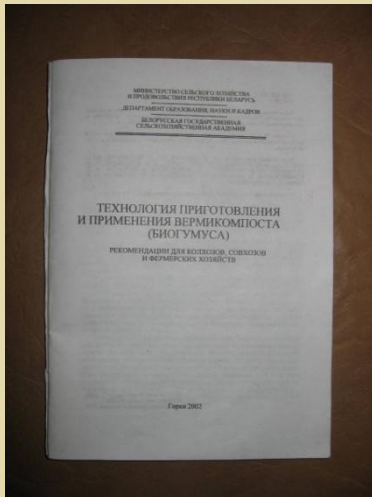 МИНИСТЕРСТВО СЕЛЬСКОГО ХОЗЯЙСТВА
И ПРОДОВОЛЬСТВИЯ РЕСПУБЛИКИ БЕЛАРУСЬ
ДЕПАРТАМЕНТ ОБРАЗОВАНИЯ, НАУКИ И КАДРОВ
БЕЛОРУССКАЯ ГОСУДАРСТВЕННАЯ
СЕЛЬСКОХОЗЯЙСТВЕННАЯ АКАДЕМИЯ
ТЕХНОЛОГИЯ ПРИГОТОВЛЕНИЯ
И ПРИМЕНЕНИЯ ВЕРМИКОМПОСТА
(БИОГУМУСА)
РЕКОМЕНДАЦИИ ДЛЯ КОЛХОЗОВ, СОВХОЗОВ
И ФЕРМЕРСКИХ ХОЗЯЙСТВ
Горки 2002